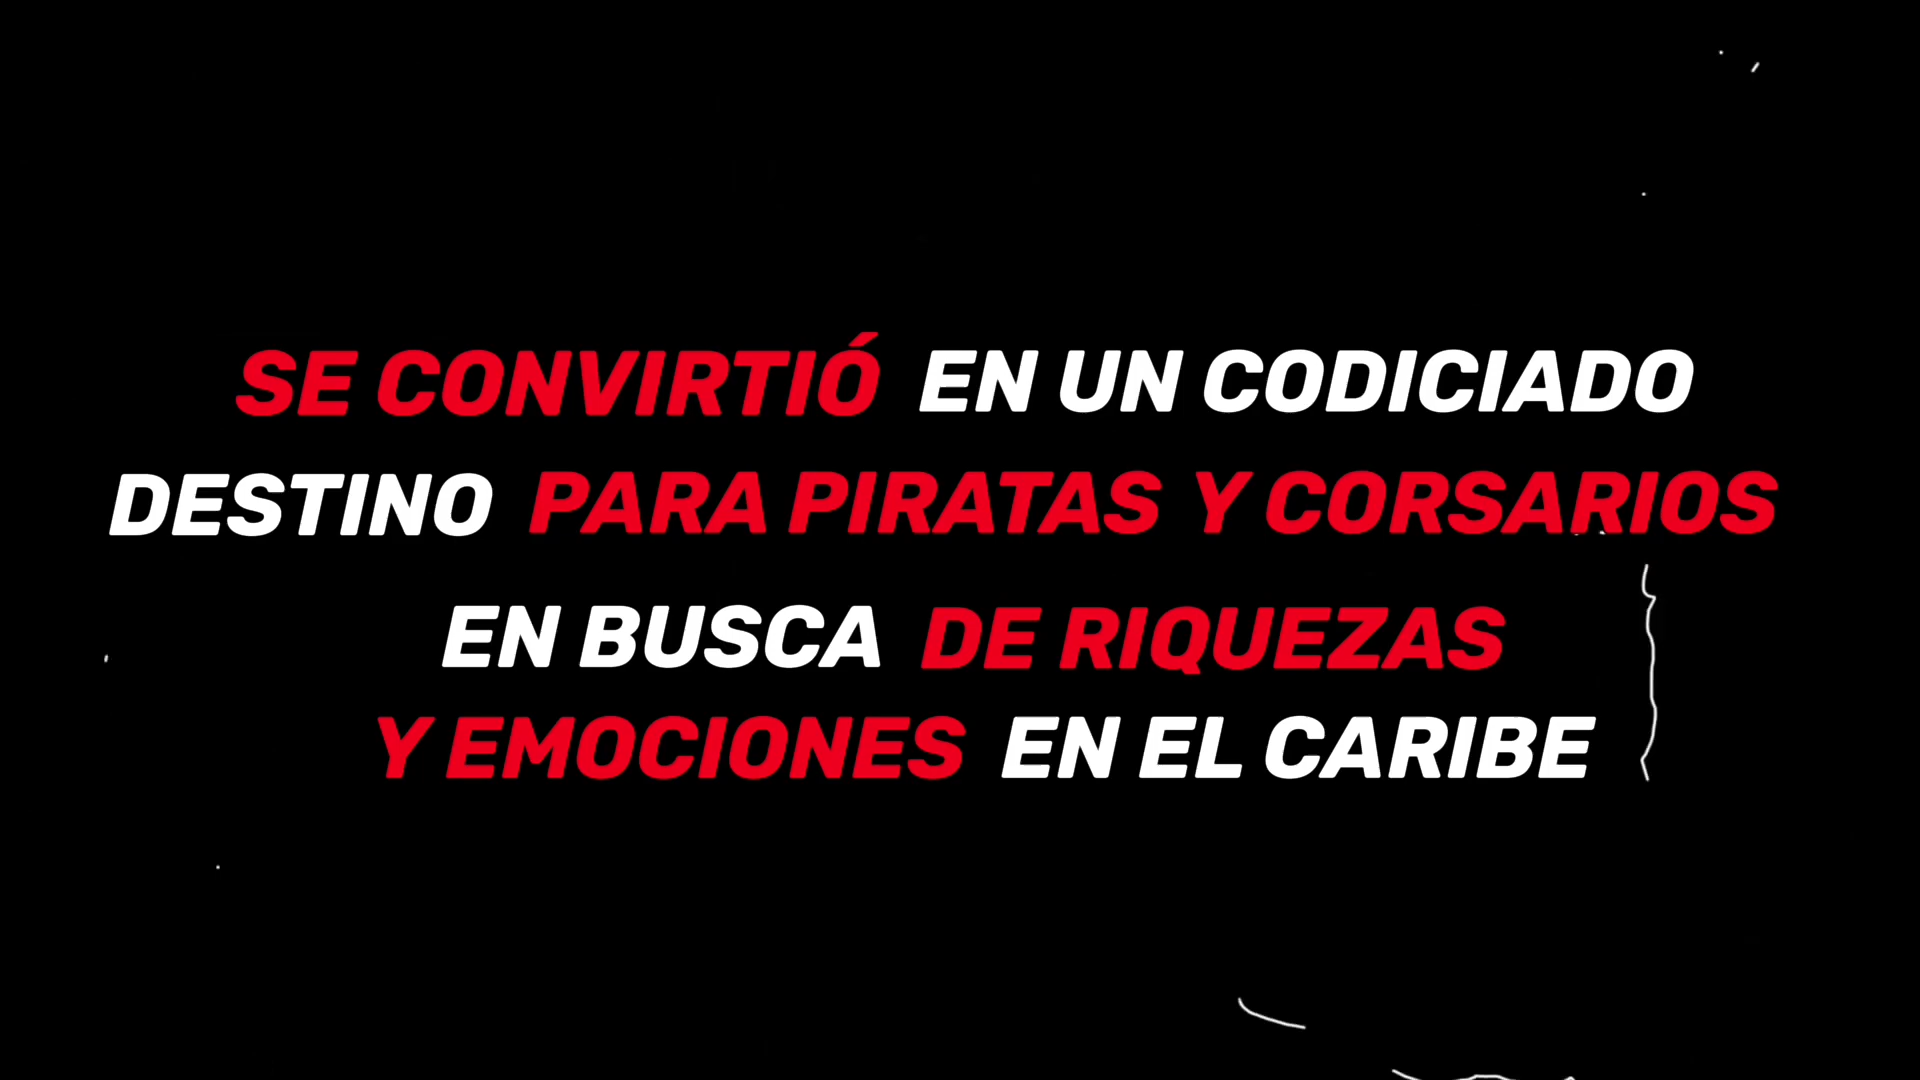 SE CONVIRTIÓ EN UN CODICIADO
DESTINO PARA PIRATAS Y CORSARIOS
EN BUSCA DE RIQUEZAS
Y EMOCIONES EN EL CARIBE